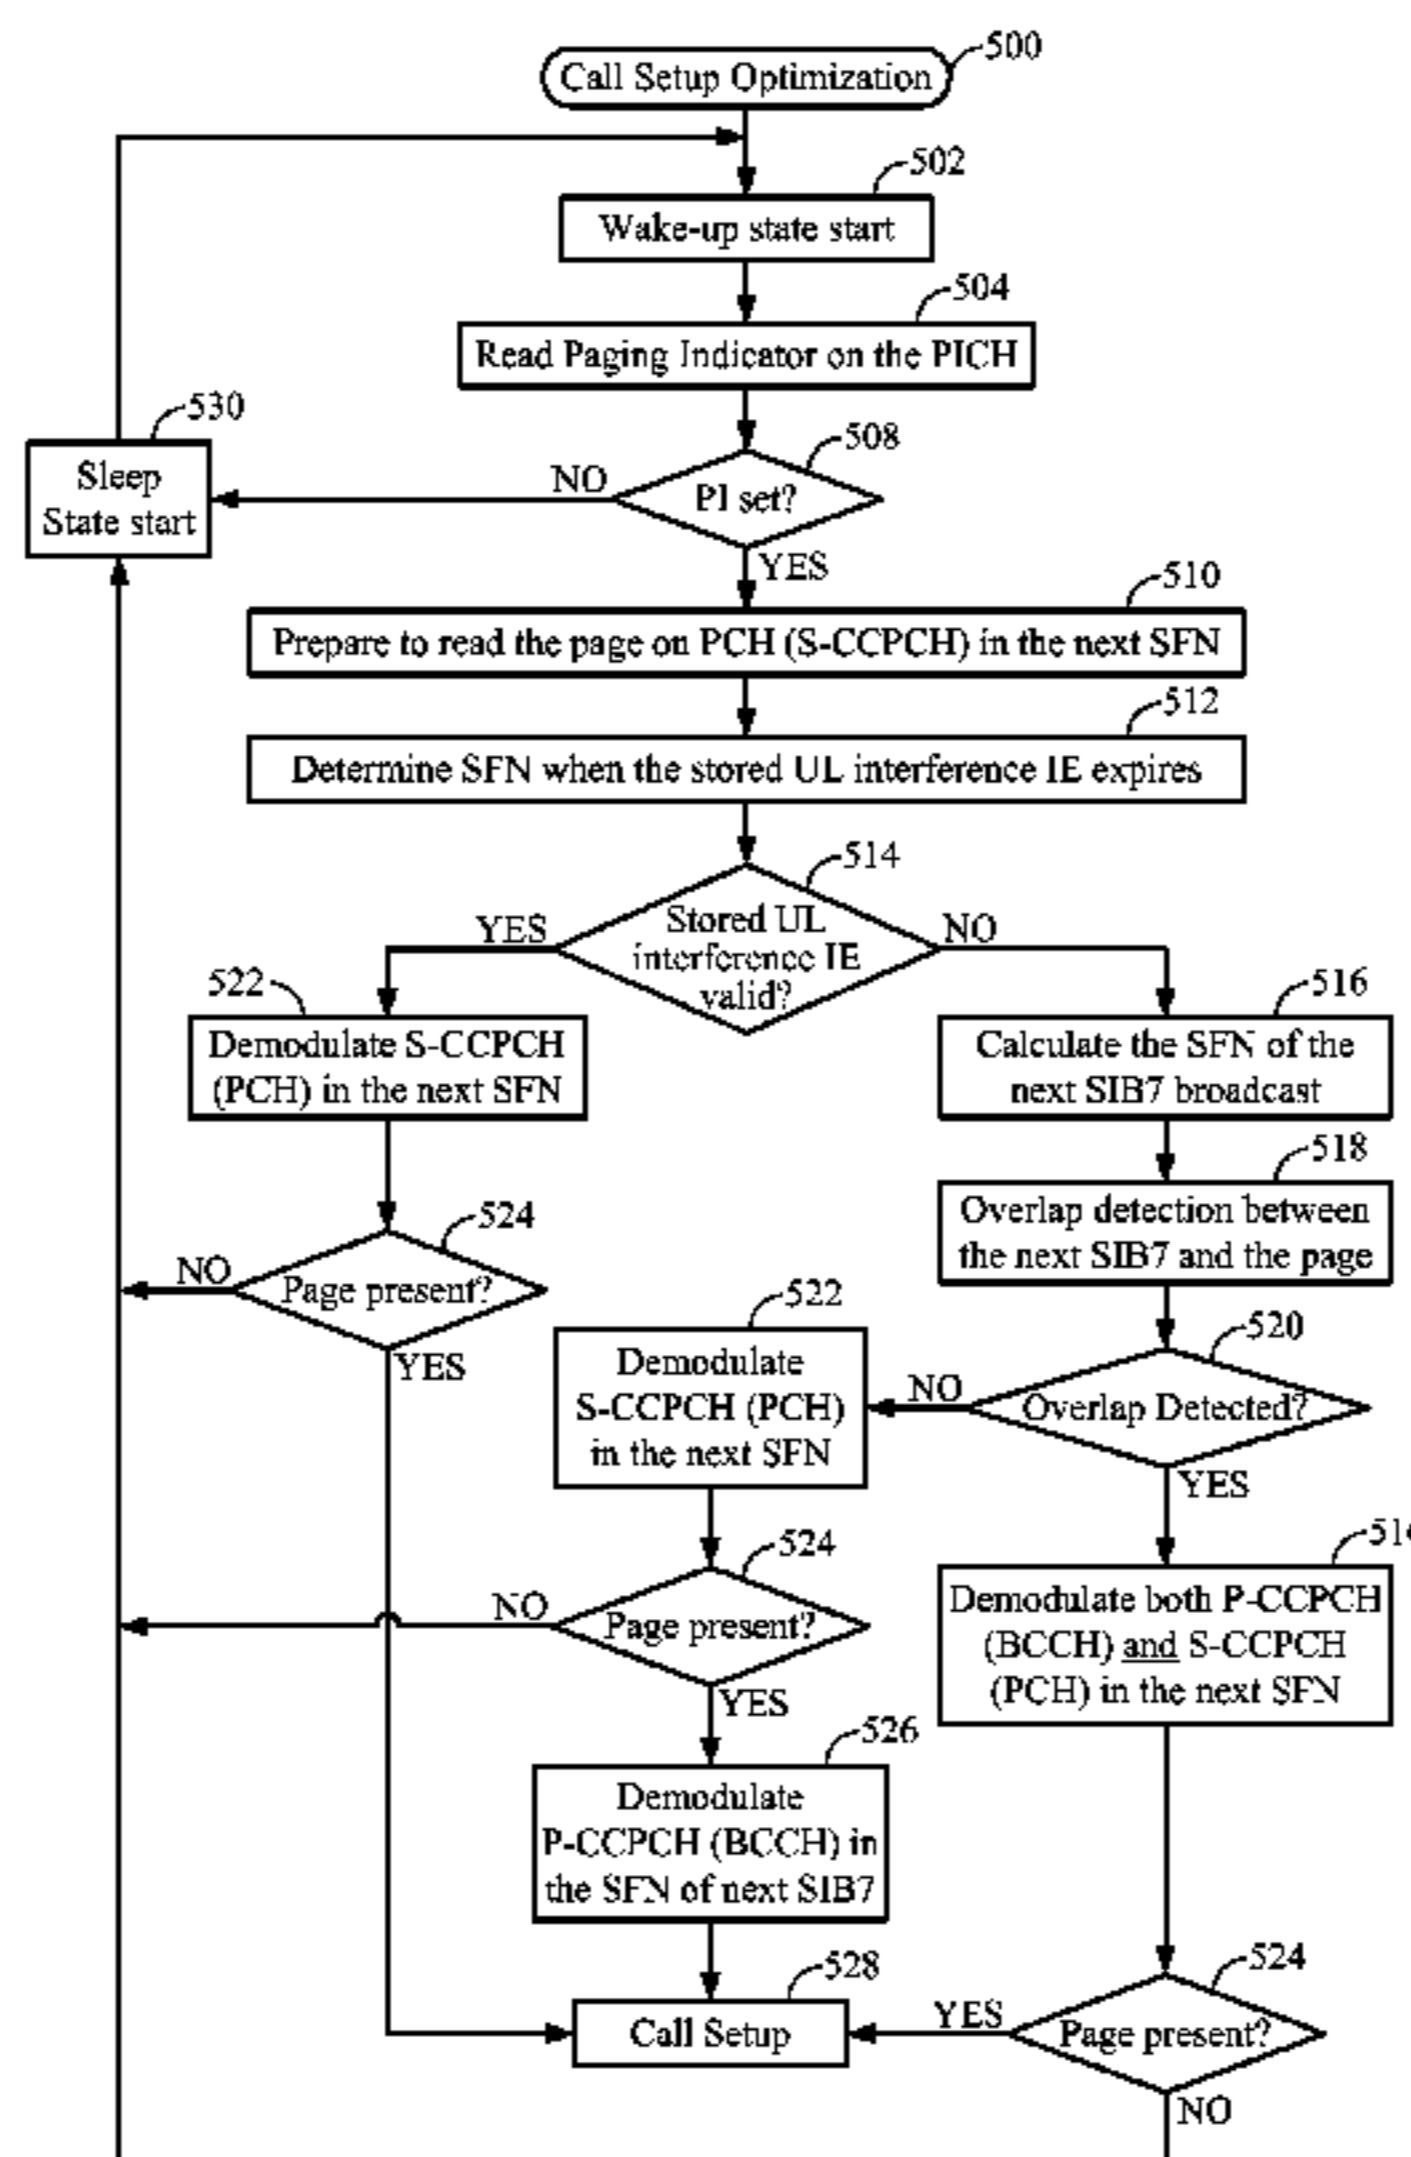 500
Call Setup Optimization
502
Wake-up state start
504
Read Paging Indicator on the PICH
530
Sleep
State start
508
NO
PI set?
YES
510
Prepare to read the page on PCH (S-CCPCH) in the next SFN
512
Determine SFN when the stored UL interference IE expires
514
Stored UL
interference IE
valid?
YES
NO
522
Demodulate S-CCPCH
(PCH) in the next SFN
516
Calculate the SFN of the
next SIB7 broadcast
518
Overlap detection between
the next SIB7 and the page
524
NO
Page present?
YES
522
Demodulate
S-CCPCH (PCH)
in the next SFN
520
NO
Overlap Detected?
YES
524
NO
Page present?
YES
Demodulate both P-CCPCH
(BCCH) and S-CCPCH
(PCH) in the next SFN
526
Demodulate
P-CCPCH (BCCH) in
the SFN of next SIB7
528
Call Setup
524
YES
Page present?
NO